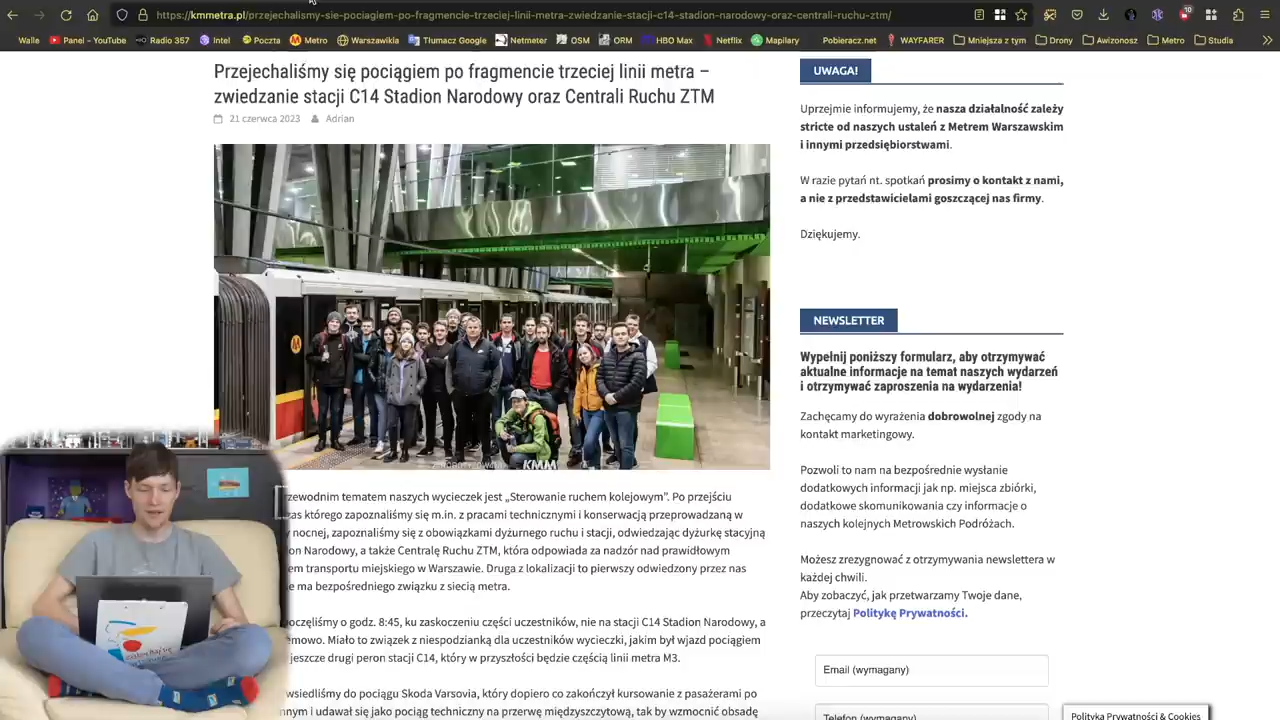 https://kmmetra.pl/przejechalismy-sie-pociagiem-po-fragmencie-trzeciej-linii-metra-zwiedzanie-stacji-c14-stadion-narodowy-oraz-centrali-ruchu-ztm/
10
Walle
Panel - YouTube
Radio 357
Intel
Poczta
Metro
Warszawikia
Tłumacz Google
Netmeter
OSM
ORM
HBO Max
Netflix
Mapilary
Pobieracz.net
WAYFARER
Mniejsza z tym
Drony
Awizonosz
Metro
Studia
Przejechaliśmy się pociągiem po fragmencie trzeciej linii metra –
zwiedzanie stacji C14 Stadion Narodowy oraz Centrali Ruchu ZTM
21 czerwca 2023 Adrian
KMM
rzewodnim tematem naszych wycieczek jest „Sterowanie ruchem kolejowym”. Po przejściu
zas którego zapoznaliśmy się m.in. z pracami technicznymi i konserwacją przeprowadzaną w
y nocnej, zapoznaliśmy się z obowiązkami dyżurnego ruchu i stacji, odwiedzając dyżurkę stacyjną
on Narodowy, a także Centralę Ruchu ZTM, która odpowiada za nadzór nad prawidłowym
em transportu miejskiego w Warszawie. Druga z lokalizacji to pierwszy odwiedzony przez nas
e ma bezpośredniego związku z siecią metra.
oczęliśmy o godz. 8:45, ku zaskoczeniu części uczestników, nie na stacji C14 Stadion Narodowy, a
emowo. Miało to związek z niespodzianką dla uczestników wycieczki, jakim był wjazd pociągiem
jeszcze drugi peron stacji C14, który w przyszłości będzie częścią linii metra M3.
wsiedliśmy do pociągu Skoda Varsovia, który dopiero co zakończył kursowanie z pasażerami po
nnym i udawał się jako pociąg techniczny na przerwę międzyszczytową, tak by wzmocnić obsadę
UWAGA!
Uprzejmie informujemy, że nasza działalność zależy
stricte od naszych ustaleń z Metrem Warszawskim
i innymi przedsiębiorstwami.
W razie pytań nt. spotkań prosimy o kontakt z nami,
a nie z przedstawicielami goszczącej nas firmy.
Dziękujemy.
NEWSLETTER
Wypełnij poniższy formularz, aby otrzymywać
aktualne informacje na temat naszych wydarzeń
i otrzymywać zaproszenia na wydarzenia!
Zachęcamy do wyrażenia dobrowolnej zgody na
kontakt marketingowy.
Pozwoli to nam na bezpośrednie wysłanie
dodatkowych informacji jak np. miejsca zbiórki,
dodatkowe skomunikowania czy informacje o
naszych kolejnych Metrowskich Podróżach.
Możesz zrezygnować z otrzymywania newslettera w
każdej chwili.
Aby zobaczyć, jak przetwarzamy Twoje dane,
przeczytaj Politykę Prywatności.
Email (wymagany)
Telefon (wymagany)
Polityka Prywatności & Cookies